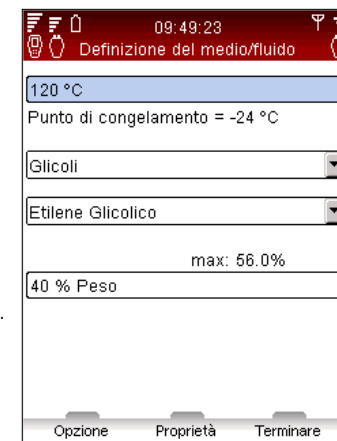 09:49:23
Definizione del medio/fluido
120 °C
Punto di congelamento = -24 °C
Glicoli
Etilene Glicolico
max: 56.0%
40 % Peso
Opzione Proprietà Terminare